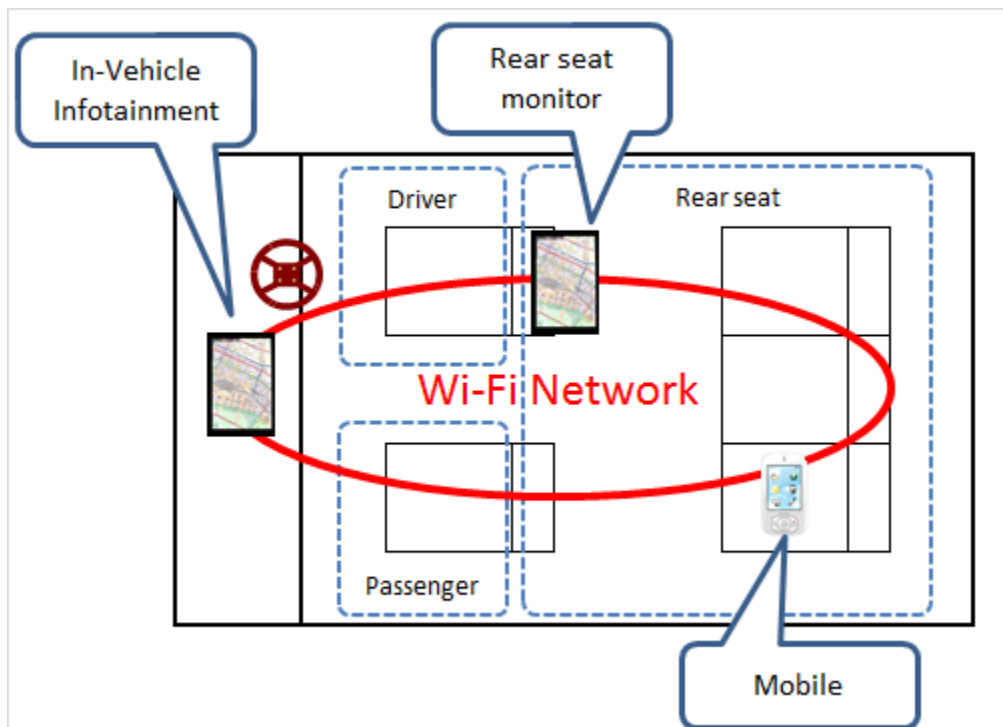 In-Vehicle
Infotainment
Rear seat
monitor
Driver
Rear seat
Wi-Fi Network
Passenger
Mobile